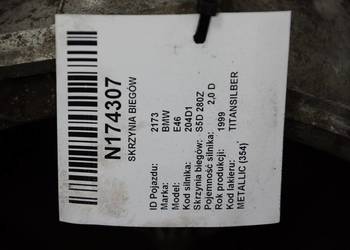 N174307
SKRZYNIA BIEGÓW
ID Pojazdu: 2173
Marka: BMW
Model: E46
Kod silnika: 204D1
Skrzynia biegów: S5D 280Z
Pojemność silnika: 2,0 D
Rok produkcji: 1999
Kod lakieru: TITANSILBER
METALLIC (354)